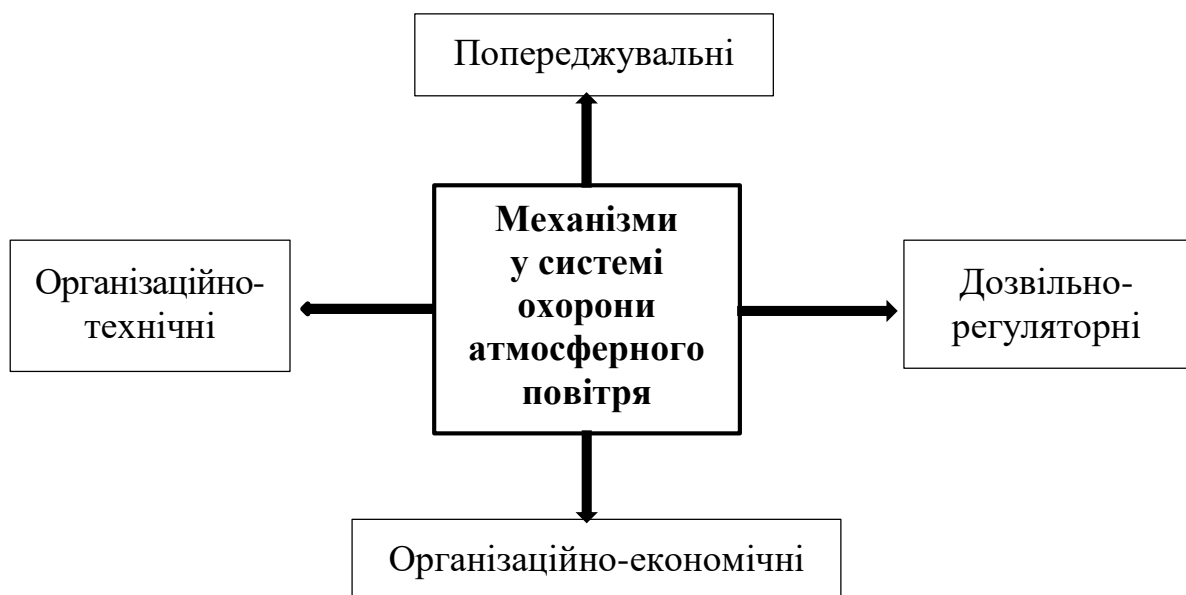 Попереджувальні
Механізми
у системі
охорони
атмосферного
повітря
Організаційно-
технічні
Дозвільно-
регуляторні
Організаційно-економічні